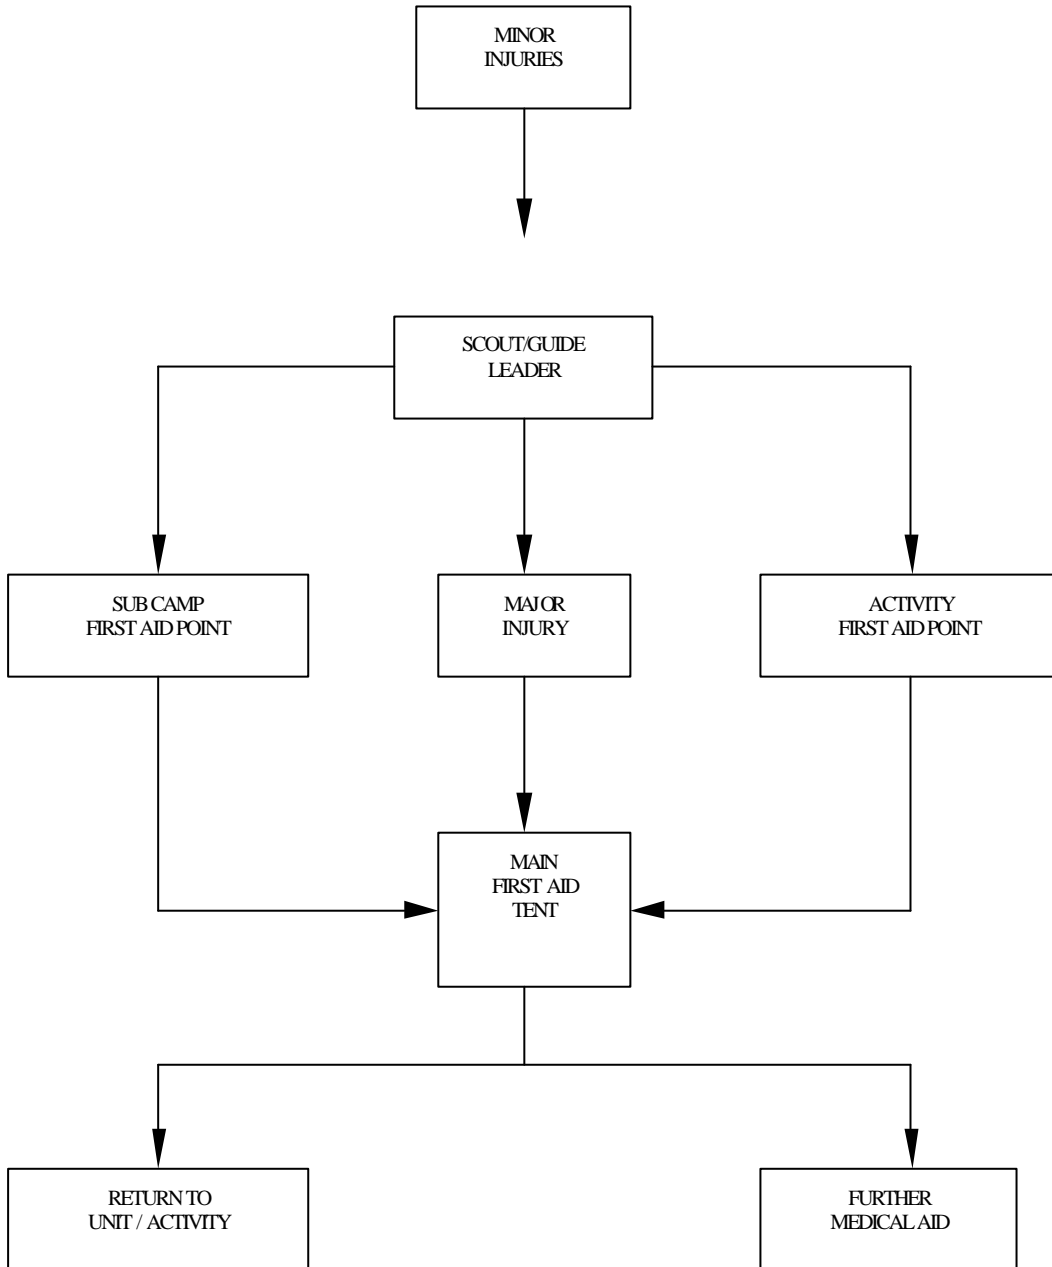 MINOR
INJURIES
SCOUT/GUIDE
LEADER
SUB CAMP
FIRST AID POINT
MAJOR
INJURY
ACTIVITY
FIRST AID POINT
MAIN
FIRST AID
TENT
RETURN TO
UNIT / ACTIVITY
FURTHER
MEDICAL AID